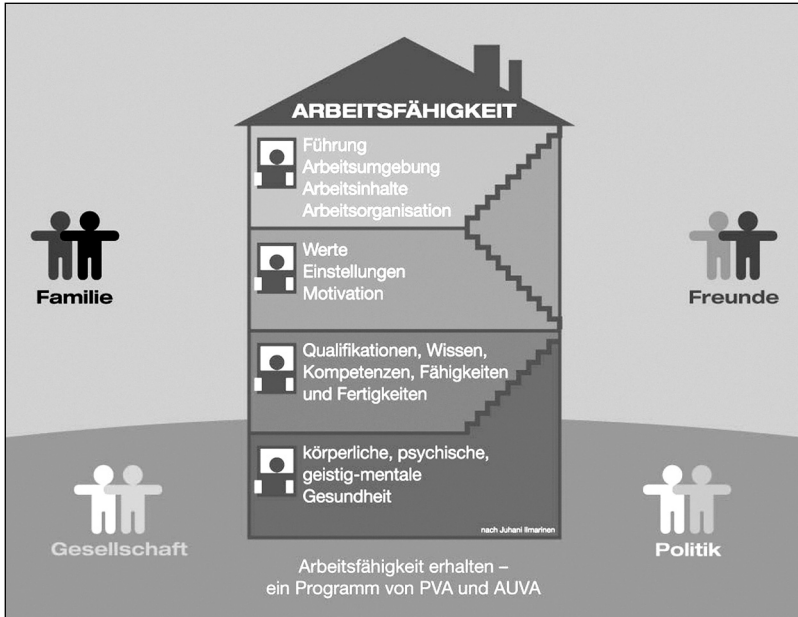 ARBEITSFÄHIGKEIT
Führung
Arbeitsumgebung
Arbeitsinhalte
Arbeitsorganisation
Werte
Einstellungen
Motivation
Familie
Freunde
Qualifikationen, Wissen,
Kompetenzen, Fähigkeiten
und Fertigkeiten
körperliche, psychische,
geistig-mentale
Gesundheit
nach Juhani Ilmarinen
Gesellschaft
Politik
Arbeitsfähigkeit erhalten –
ein Programm von PVA und AUVA